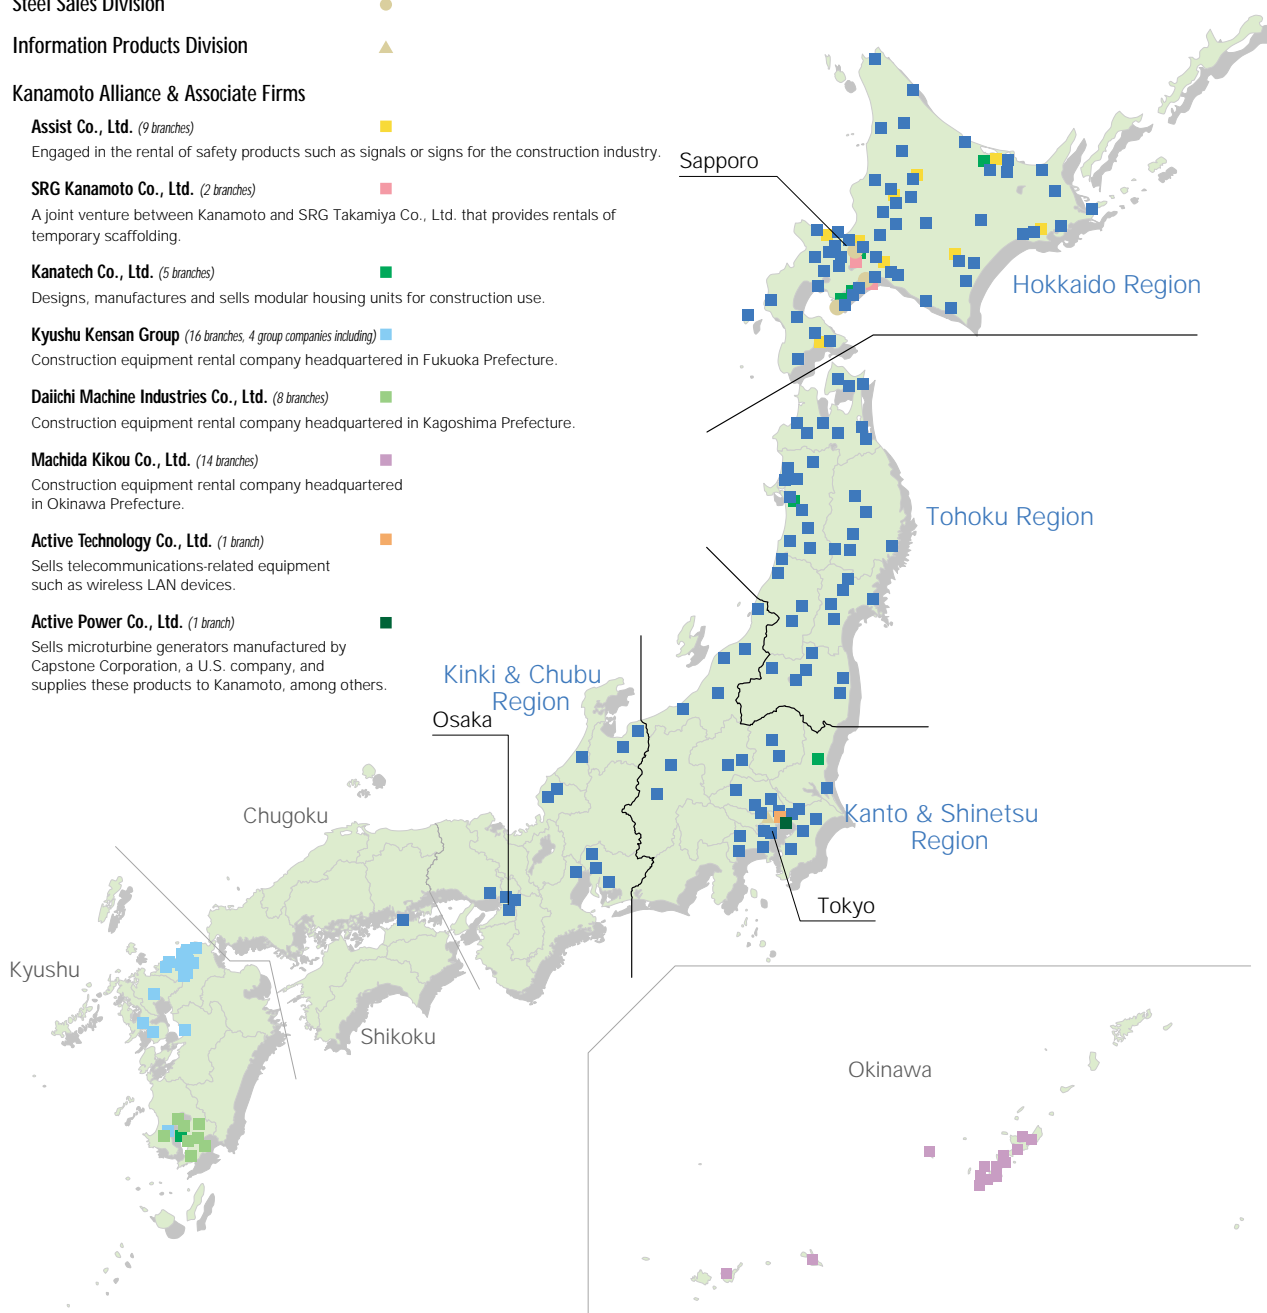 Steel Sales Division
Information Products Division
Kanamoto Alliance & Associate Firms
Assist Co., Ltd. (9 branches)
Engaged in the rental of safety products such as signals or signs for the construction industry.
SRG Kanamoto Co., Ltd. (2 branches)
A joint venture between Kanamoto and SRG Takamiya Co., Ltd. that provides rentals of
temporary scaffolding.
Kanatech Co., Ltd. (5 branches)
Designs, manufactures and sells modular housing units for construction use.
Kyushu Kensan Group (16 branches, 4 group companies including)
Construction equipment rental company headquartered in Fukuoka Prefecture.
Daiichi Machine Industries Co., Ltd. (8 branches)
Construction equipment rental company headquartered in Kagoshima Prefecture.
Machida Kikou Co., Ltd. (14 branches)
Construction equipment rental company headquartered
in Okinawa Prefecture.
Active Technology Co., Ltd. (1 branch)
Sells telecommunications-related equipment
such as wireless LAN devices.
Active Power Co., Ltd. (1 branch)
Sells microturbine generators manufactured by
Capstone Corporation, a U.S. company, and
supplies these products to Kanamoto, among others.
Sapporo
Hokkaido Region
Tohoku Region
Kinki & Chubu
Region
Osaka
Chugoku
Kanto & Shinetsu
Region
Tokyo
Kyushu
Shikoku
Okinawa